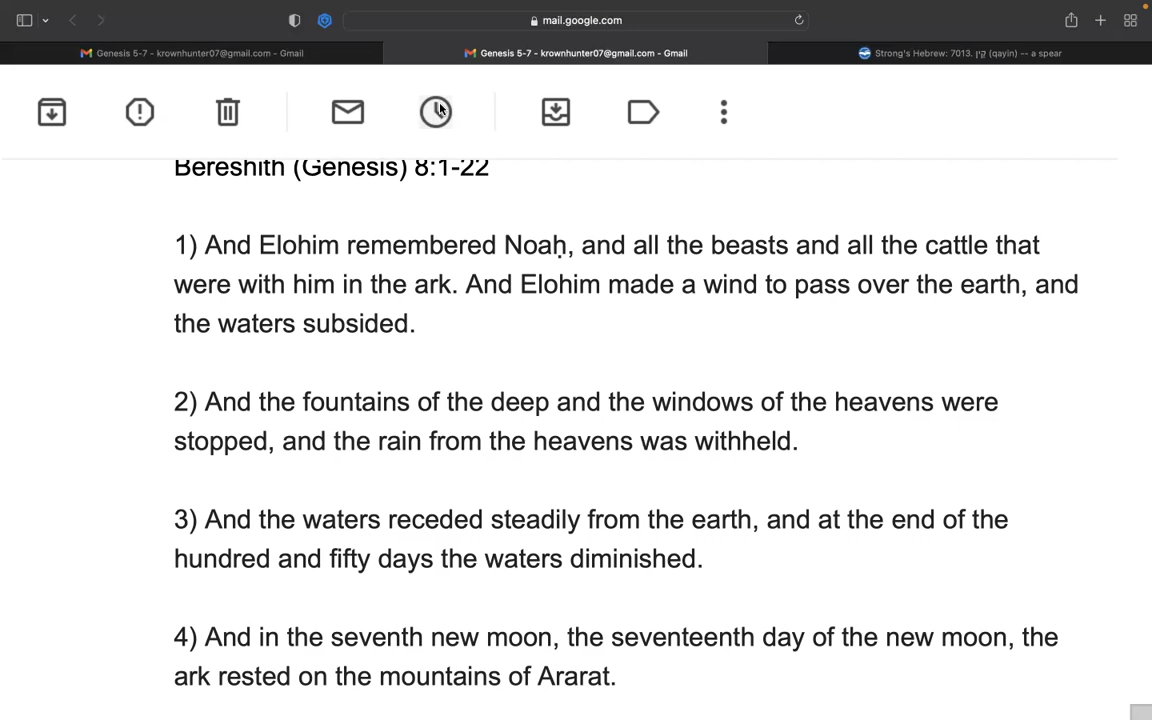 mail.google.com
Genesis 5-7 - krownhunter07@gmail.com - Gmail
Genesis 5-7 - krownhunter07@gmail.com - Gmail
Strong's Hebrew: 7013. קַ֫יִן (qayin) -- a spear
Bereshith (Genesis) 8:1-22
1) And Elohim remembered Noaḥ, and all the beasts and all the cattle that
were with him in the ark. And Elohim made a wind to pass over the earth, and
the waters subsided.
2) And the fountains of the deep and the windows of the heavens were
stopped, and the rain from the heavens was withheld.
3) And the waters receded steadily from the earth, and at the end of the
hundred and fifty days the waters diminished.
4) And in the seventh new moon, the seventeenth day of the new moon, the
ark rested on the mountains of Ararat.